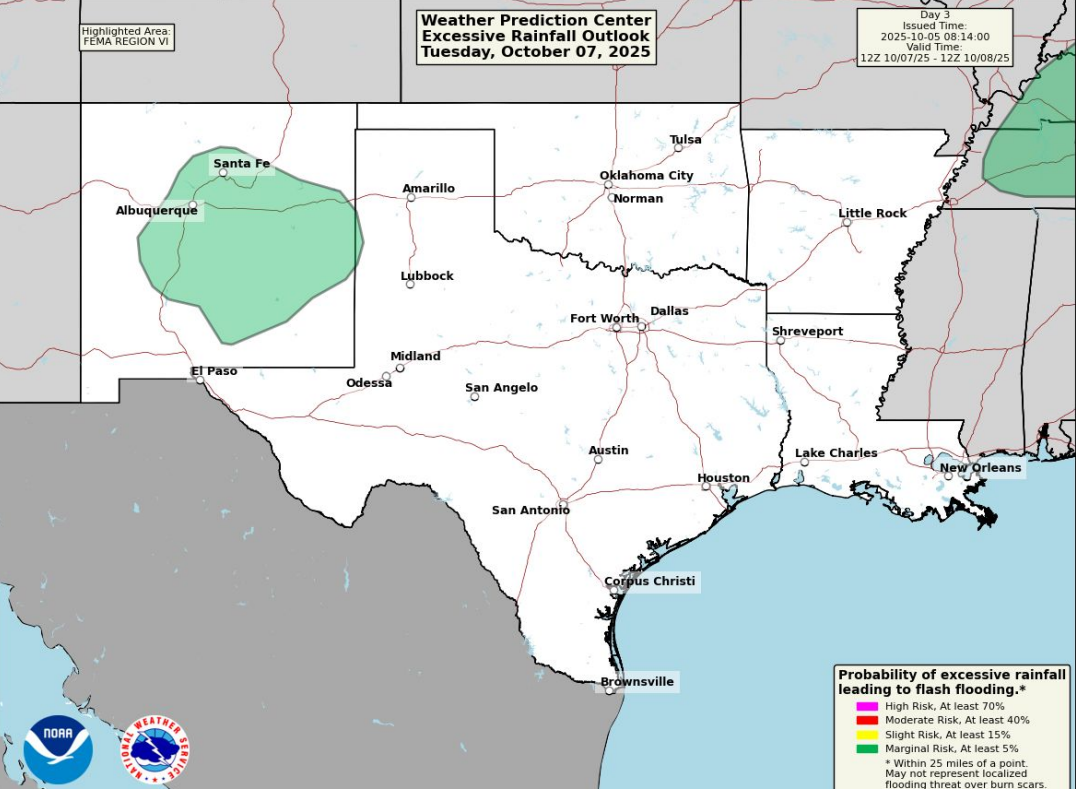 Highlighted Area:
FEMA REGION VI
Weather Prediction Center
Excessive Rainfall Outlook
Tuesday, October 07, 2025
Day 3
Issued Time:
2025-10-05 08:14:00
Valid Time:
12Z 10/07/25 - 12Z 10/08/25
Tulsa
Santa Fe
Oklahoma City
Amarillo
Norman
Albuquerque
Little Rock
Lubbock
Dallas
Fort Worth
Shreveport
Midland
El Paso
Odessa
San Angelo
Austin
Lake Charles
New Orleans
Houston
San Antonio
Corpus Christi
Brownsville
Probability of excessive rainfall
leading to flash flooding.*
High Risk, At least 70%
Moderate Risk, At least 40%
Slight Risk, At least 15%
Marginal Risk, At least 5%
* Within 25 miles of a point.
May not represent localized
flooding threat over burn scars.
NOAA
NATIONAL WEATHER SERVICE